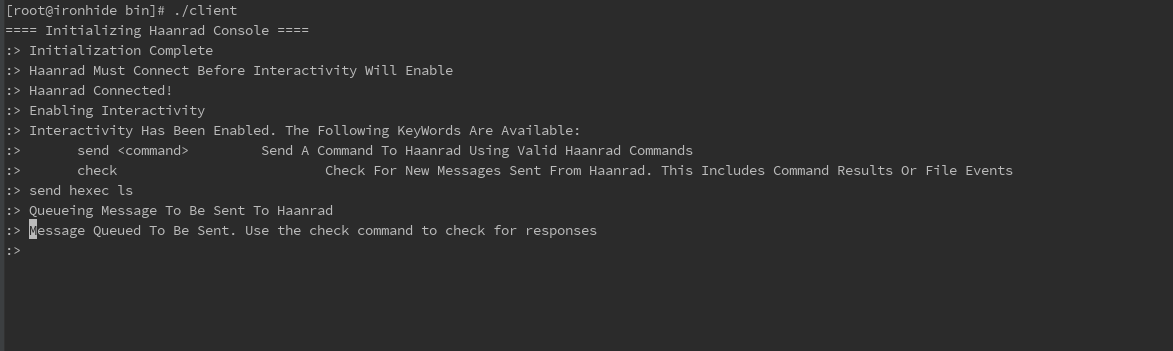 [root@ironhide bin]# ./client
==== Initializing Haanrad Console ====
:> Initialization Complete
:> Haanrad Must Connect Before Interactivity Will Enable
:> Haanrad Connected!
:> Enabling Interactivity
:> Interactivity Has Been Enabled. The Following KeyWords Are Available:
:>       send <command>         Send A Command To Haanrad Using Valid Haanrad Commands
:>       check                          Check For New Messages Sent From Haanrad. This Includes Command Results Or File Events
:> send hexec ls
:> Queueing Message To Be Sent To Haanrad
:> Message Queued To Be Sent. Use the check command to check for responses
:>